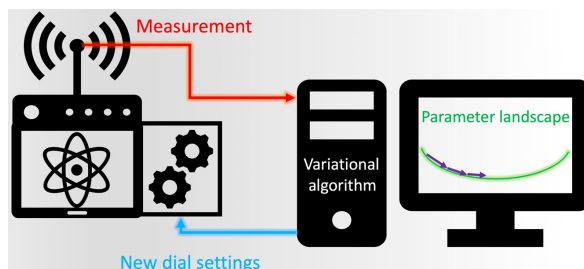 Measurement
Parameter landscape
Variational
algorithm
New dial settings